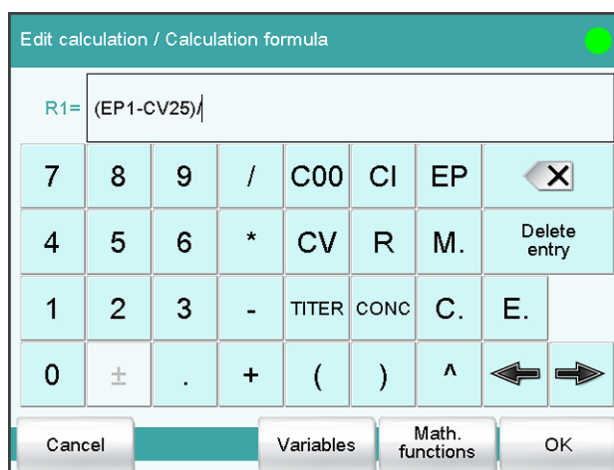 Edit calculation / Calculation formula
R1= (EP1-CV25)/
7 8 9 / C00 CI EP X
4 5 6 * CV R M. Delete entry
1 2 3 - TITER CONC C. E.
0 ± . + ( ) ^
Cancel Variables Math. functions OK